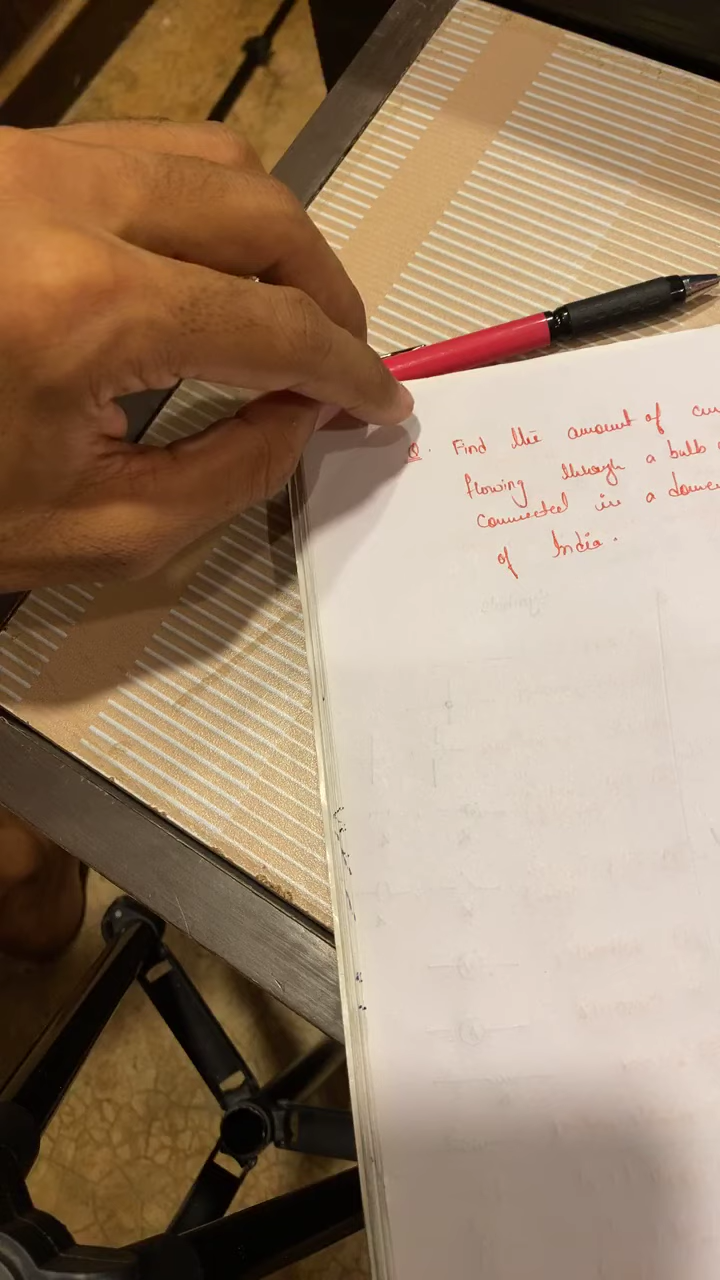 Q. Find the amount of
flowing through a bulb
connected in a
of India.